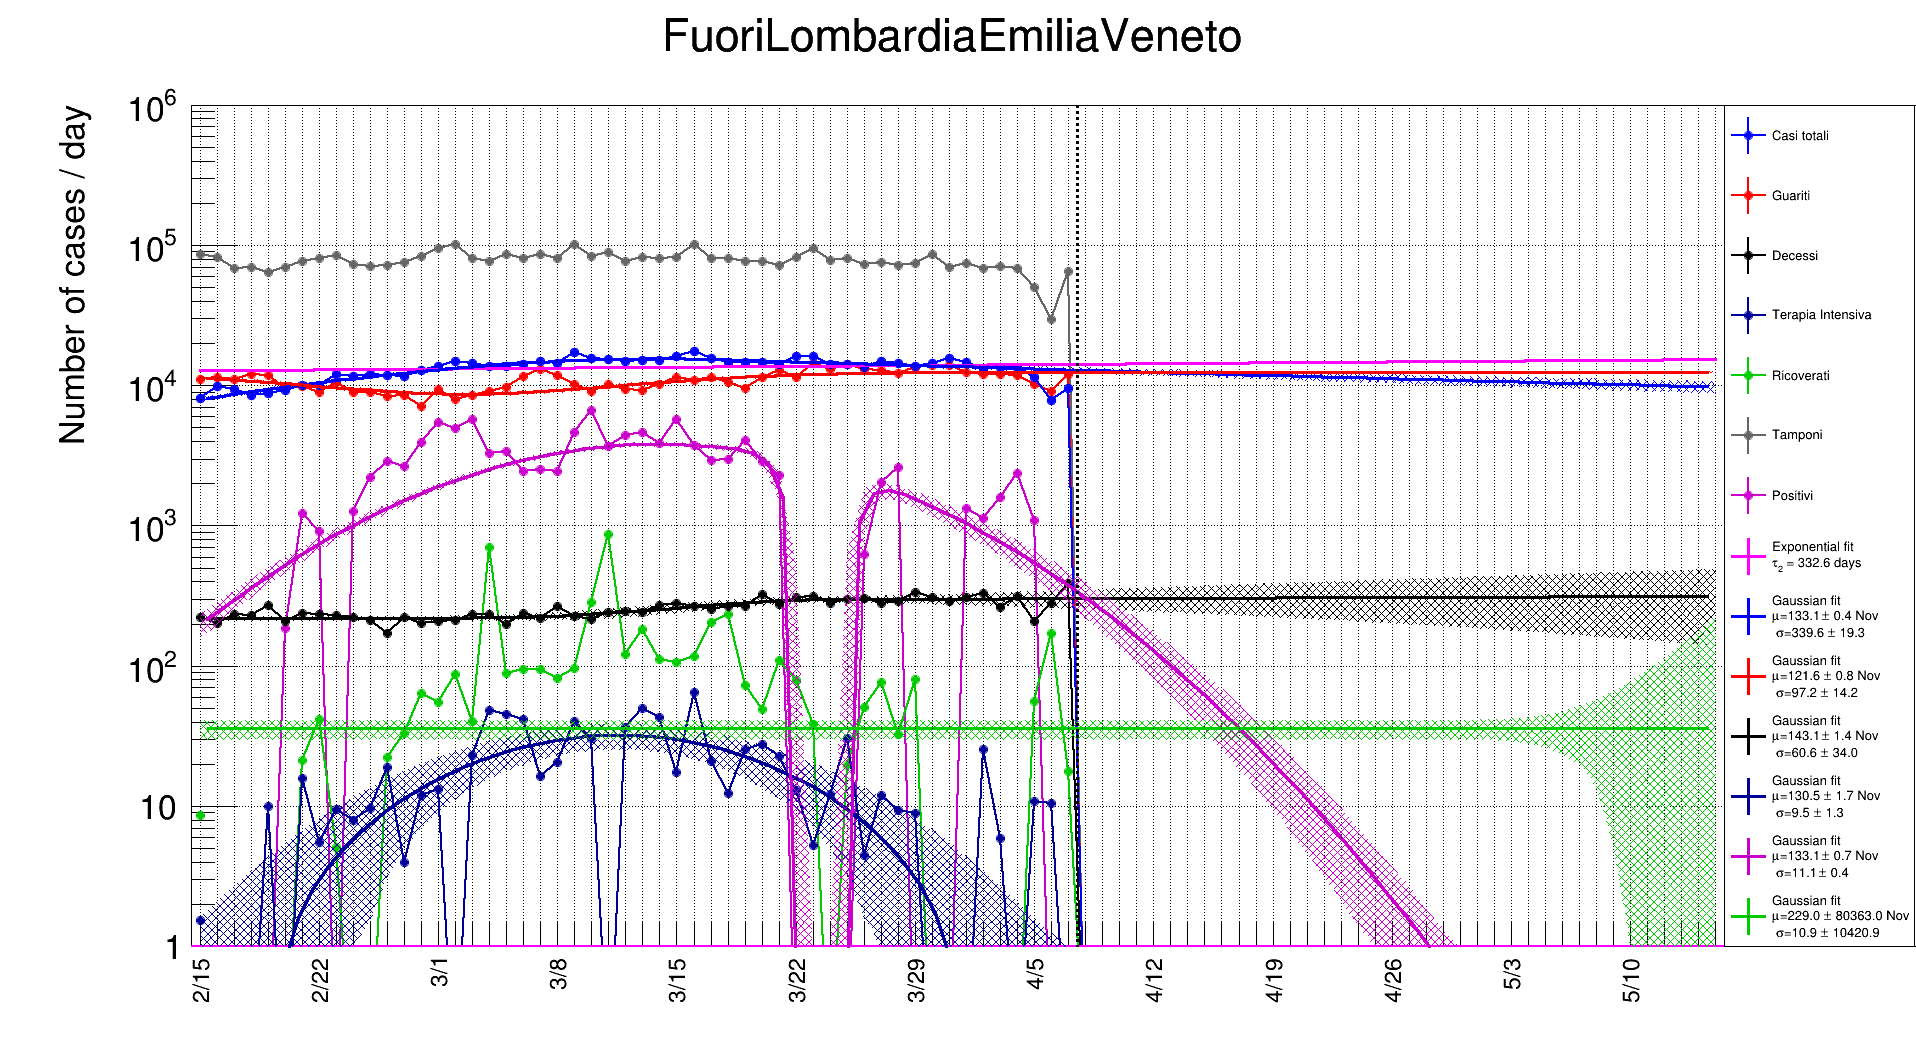 FuoriLombardiaEmiliaVeneto
Number of cases / day
10^6
10^5
10^4
10^3
10^2
10
1
2/15 2/22 3/1 3/8 3/15 3/22 3/29 4/5 4/12 4/19 4/26 5/3 5/10
Casi totali
Guariti
Decessi
Terapia Intensiva
Ricoverati
Tamponi
Positivi
Exponential fit
τ₂ = 332.6 days
Gaussian fit
μ=133.1± 0.4 Nov
σ=339.6 ± 19.3
Gaussian fit
μ=121.6 ± 0.8 Nov
σ=97.2 ± 14.2
Gaussian fit
μ=143.1± 1.4 Nov
σ=60.6 ± 34.0
Gaussian fit
μ=130.5 ± 1.7 Nov
σ=9.5 ± 1.3
Gaussian fit
μ=133.1± 0.7 Nov
σ=11.1± 0.4
Gaussian fit
μ=229.0 ± 80363.0 Nov
σ=10.9 ± 10420.9